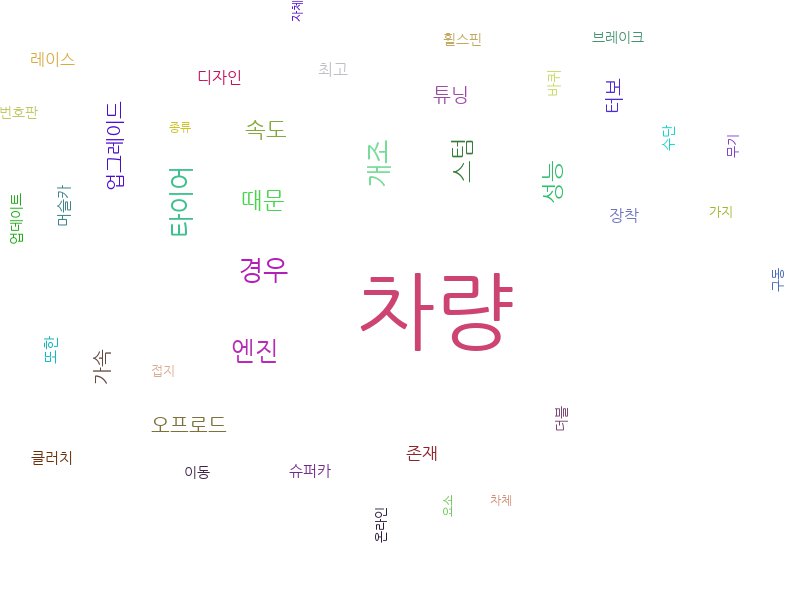 자체
휠스핀
브레이크
레이스
디자인
최고
바퀴
튜닝
터보
번호판
업그레이드
종류
속도
수단
무기
개조
스텀
성능
타이어
때문
업데이트
머슬카
장착
가지
경우
구동
차량
또한
가속
엔진
접지
오프로드
더블
클러치
이동
슈퍼카
존재
온라인
요소
차체